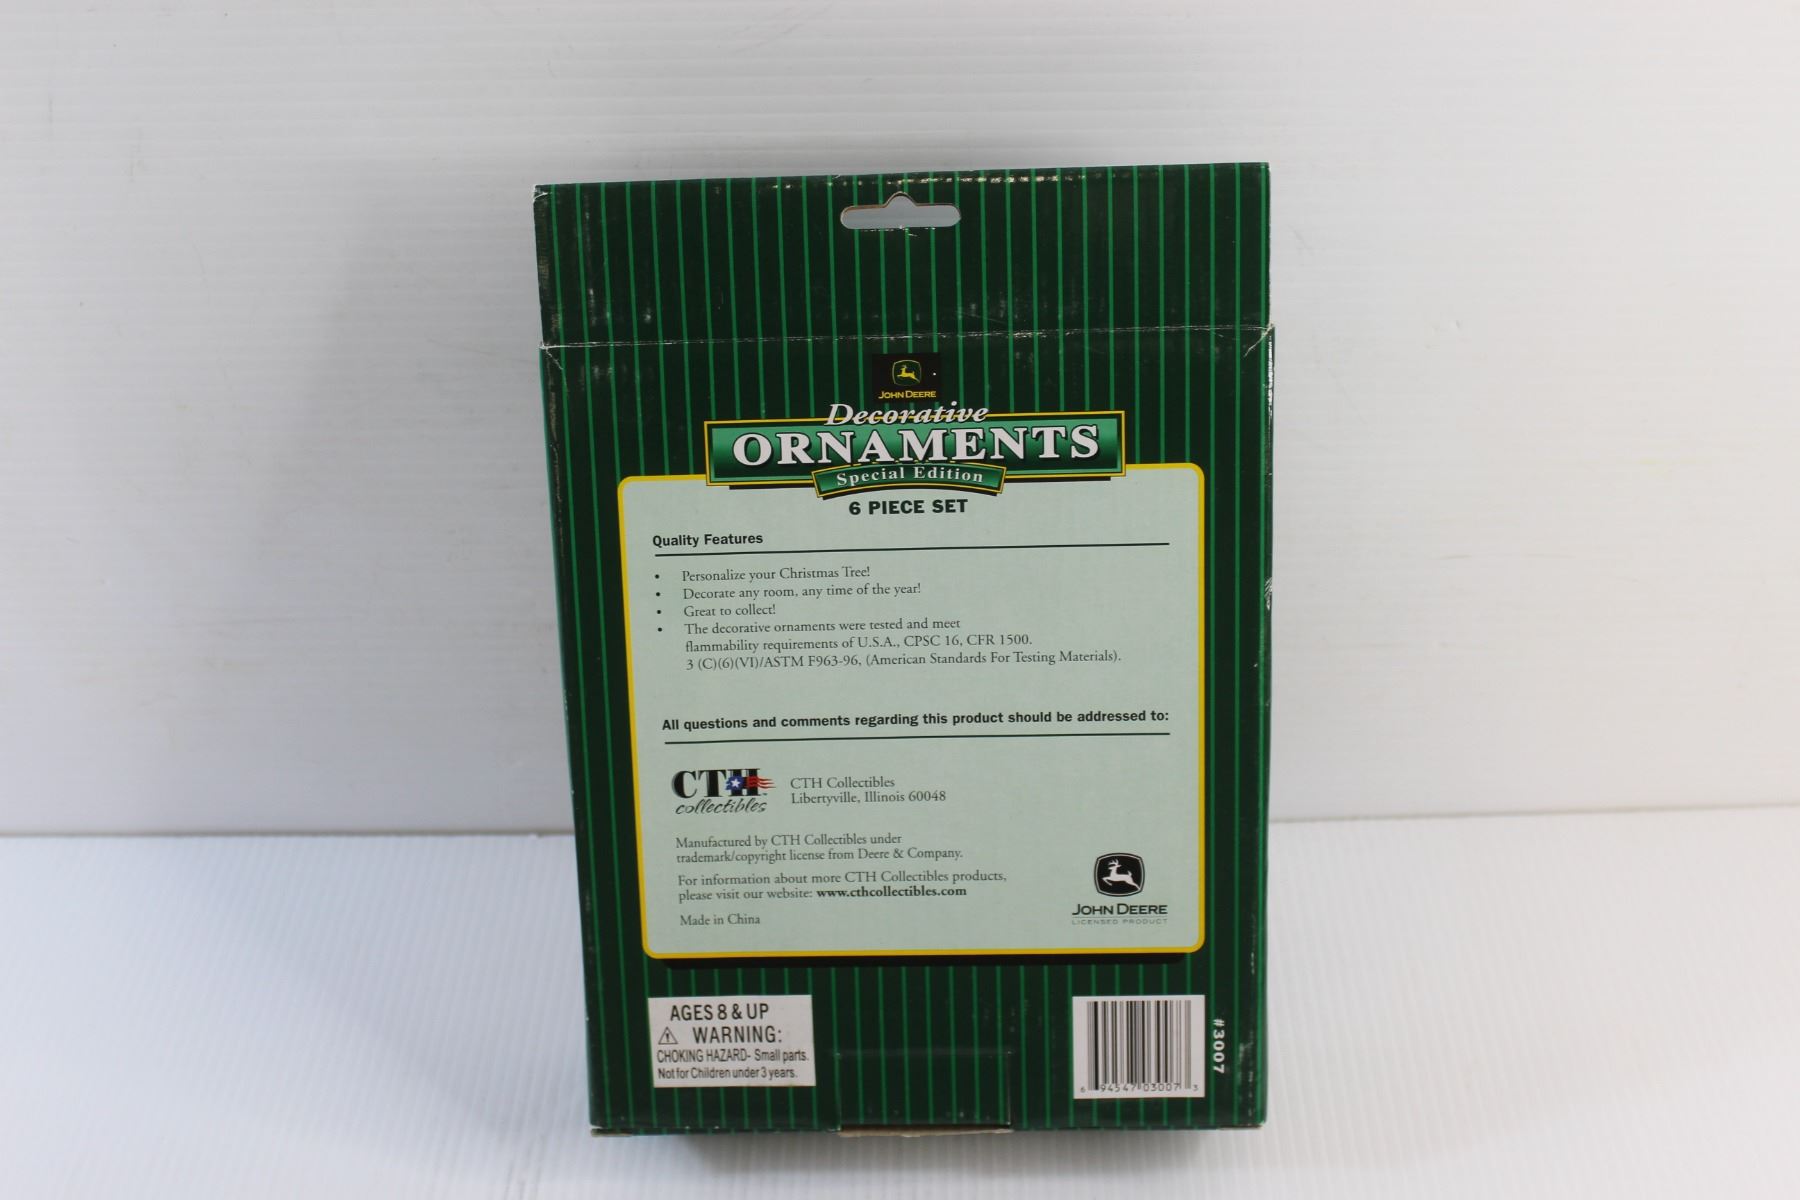 JOHN DEERE
Decorative
ORNAMENTS
Special Edition
6 PIECE SET
Quality Features
• Personalize your Christmas Tree!
• Decorate any room, any time of the year!
• Great to collect!
• The decorative ornaments were tested and meet
flammability requirements of U.S.A., CPSC 16, CFR 1500.
3 (C)(6)(VI)/ASTM F963-96, (American Standards For Testing Materials).
All questions and comments regarding this product should be addressed to:
CTH
collectibles
CTH Collectibles
Libertyville, Illinois 60048
Manufactured by CTH Collectibles under
trademark/copyright license from Deere & Company.
For information about more CTH Collectibles products,
please visit our website: www.cthcollectibles.com
Made in China
JOHN DEERE
LICENSED PRODUCT
AGES 8 & UP
⚠ WARNING:
CHOKING HAZARD- Small parts.
Not for Children under 3 years.
6 94547 03007 3
#3007